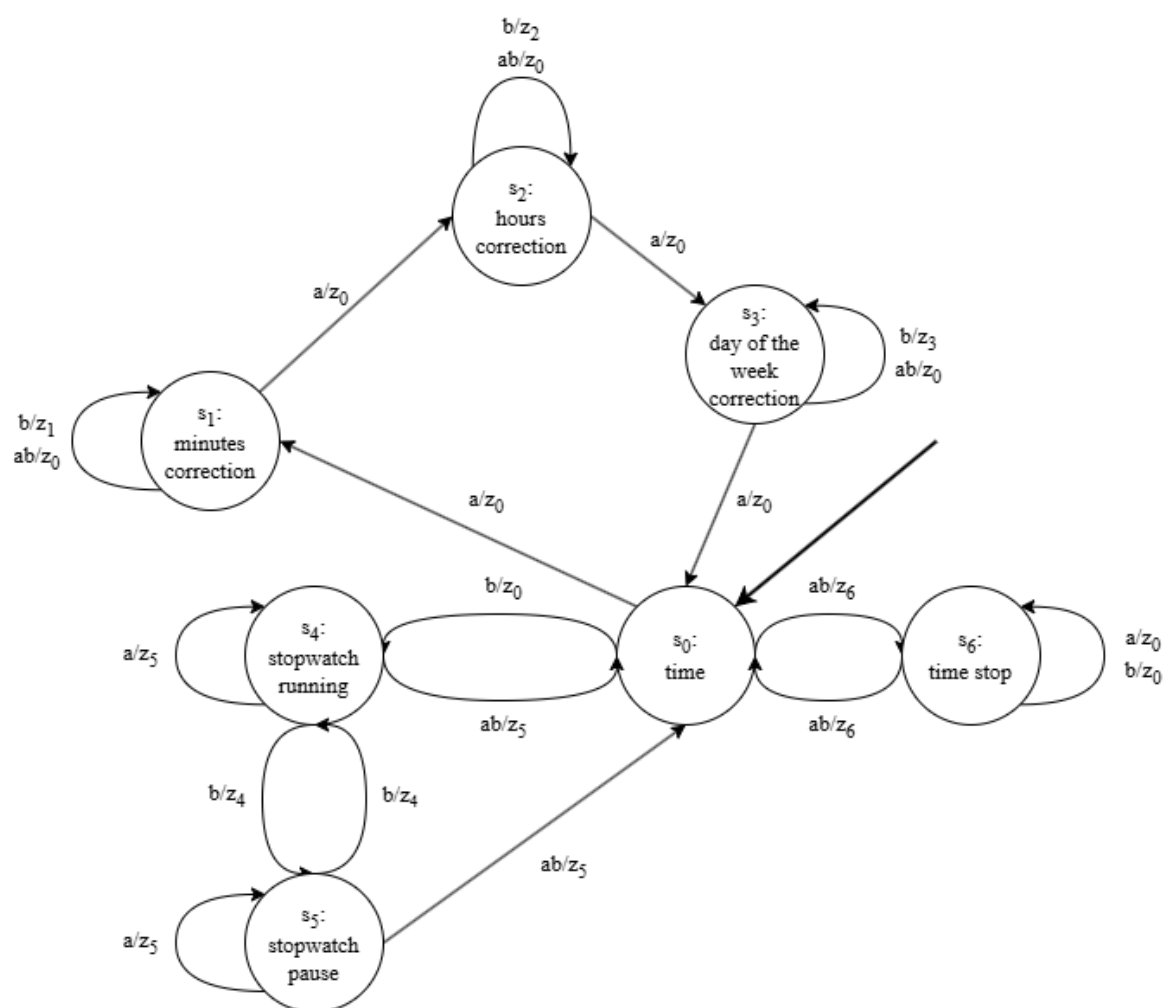 b/z2
ab/z0
s2:
hours
correction
a/z0
a/z0
s3:
day of the
week
correction
b/z3
ab/z0
s1:
minutes
correction
b/z1
ab/z0
a/z0
a/z0
b/z0
ab/z6
s4:
stopwatch
running
a/z5
s0:
time
s6:
time stop
a/z0
b/z0
ab/z5
ab/z6
b/z4
b/z4
ab/z5
s5:
stopwatch
pause
a/z5